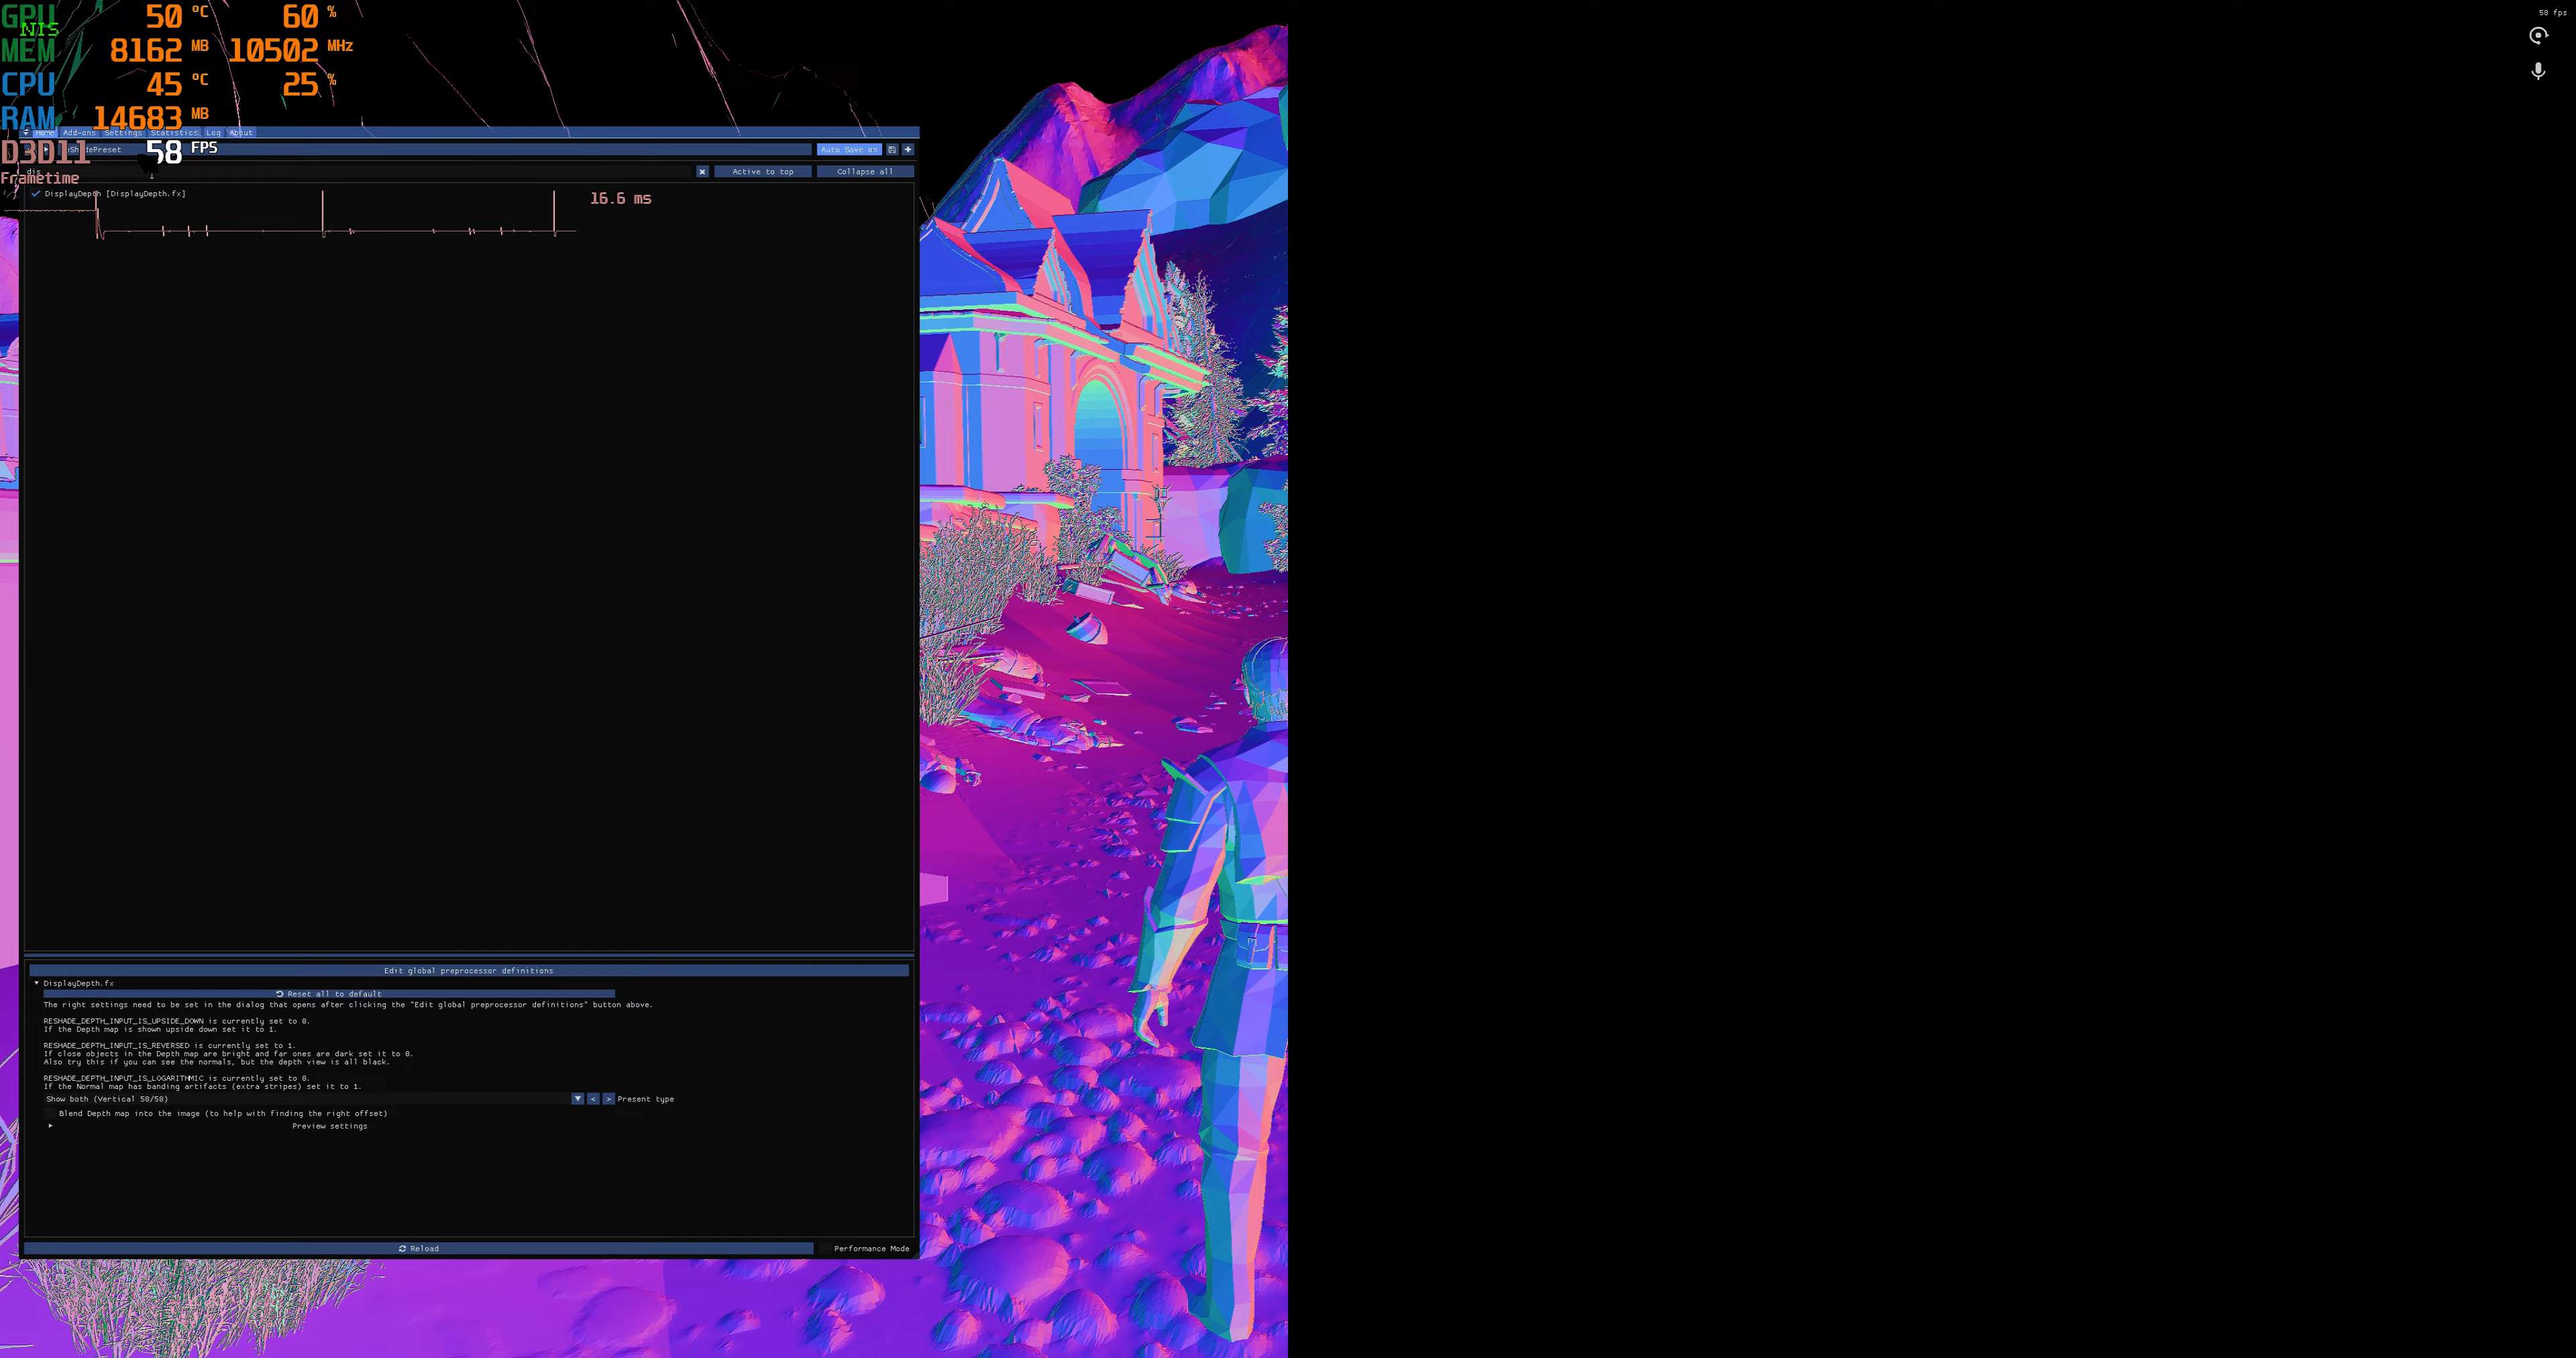 GPU 50 °C 60 %
NIS
MEM 8162 MB 10502 MHz
CPU 45 °C 25 %
RAM 14683 MB
58 fps
Home Add-ons Settings Statistics Log About
D3D11 58 FPS
Auto Save on
Frametime
dis
Active to top Collapse all
DisplayDepth [DisplayDepth.fx]
16.6 ms
Edit global preprocessor definitions
DisplayDepth.fx
Reset all to default
The right settings need to be set in the dialog that opens after clicking the "Edit global preprocessor definitions" button above.
RESHADE_DEPTH_INPUT_IS_UPSIDE_DOWN is currently set to 0.
If the Depth map is shown upside down set it to 1.
RESHADE_DEPTH_INPUT_IS_REVERSED is currently set to 1.
If close objects in the Depth map are bright and far ones are dark set it to 0.
Also try this if you can see the normals, but the depth view is all black.
RESHADE_DEPTH_INPUT_IS_LOGARITHMIC is currently set to 0.
If the Normal map has banding artifacts (extra stripes) set it to 1.
Show both (Vertical 50/50) < > Present type
Blend Depth map into the image (to help with finding the right offset)
Preview settings
Reload Performance Mode